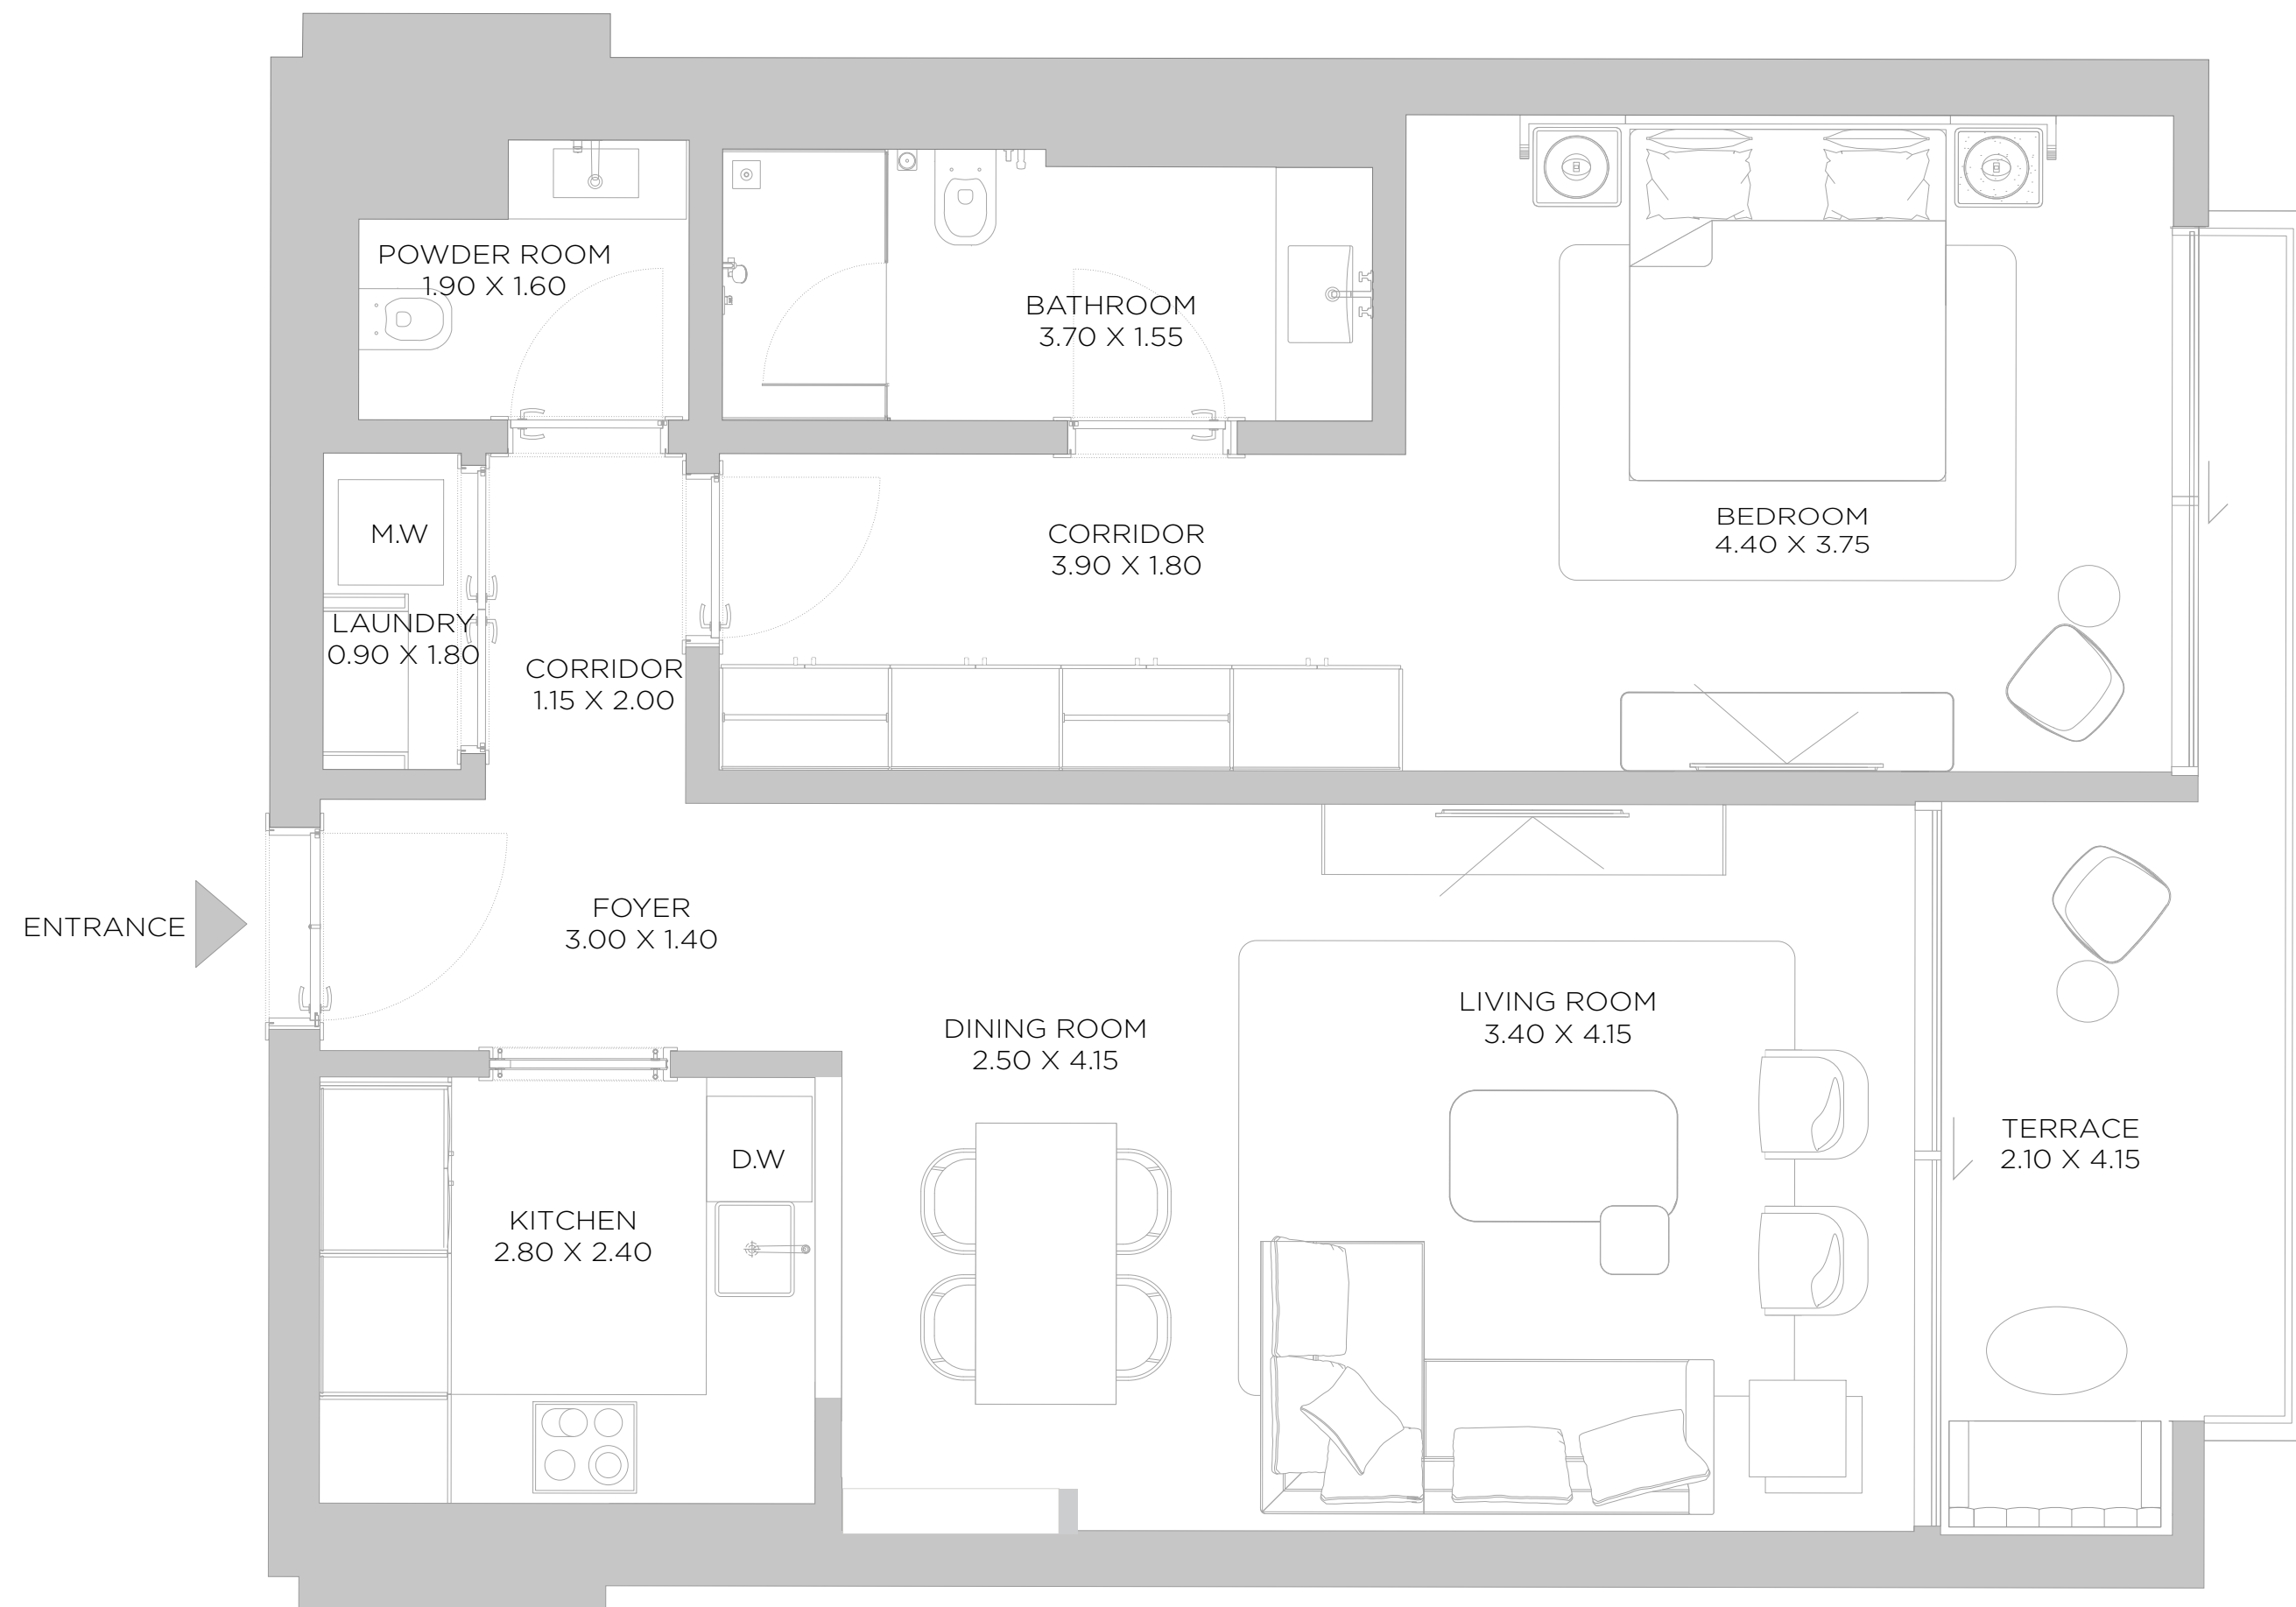 POWDER ROOM
1.90 X 1.60
BATHROOM
3.70 X 1.55
M.W
LAUNDRY
0.90 X 1.80
CORRIDOR
1.15 X 2.00
CORRIDOR
3.90 X 1.80
BEDROOM
4.40 X 3.75
ENTRANCE
FOYER
3.00 X 1.40
DINING ROOM
2.50 X 4.15
LIVING ROOM
3.40 X 4.15
TERRACE
2.10 X 4.15
D.W
KITCHEN
2.80 X 2.40